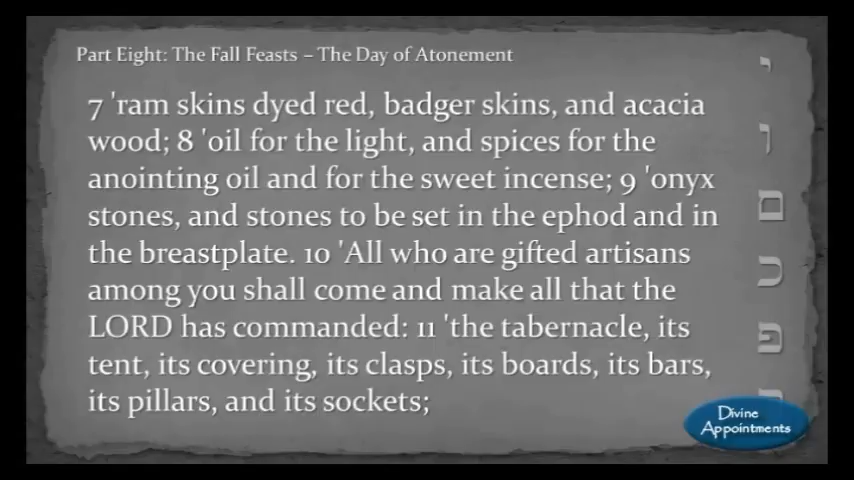 Part Eight: The Fall Feasts – The Day of Atonement
7 'ram skins dyed red, badger skins, and acacia
wood; 8 'oil for the light, and spices for the
anointing oil and for the sweet incense; 9 'onyx
stones, and stones to be set in the ephod and in
the breastplate. 10 'All who are gifted artisans
among you shall come and make all that the
LORD has commanded: 11 'the tabernacle, its
tent, its covering, its clasps, its boards, its bars,
its pillars, and its sockets;
Divine
Appointments